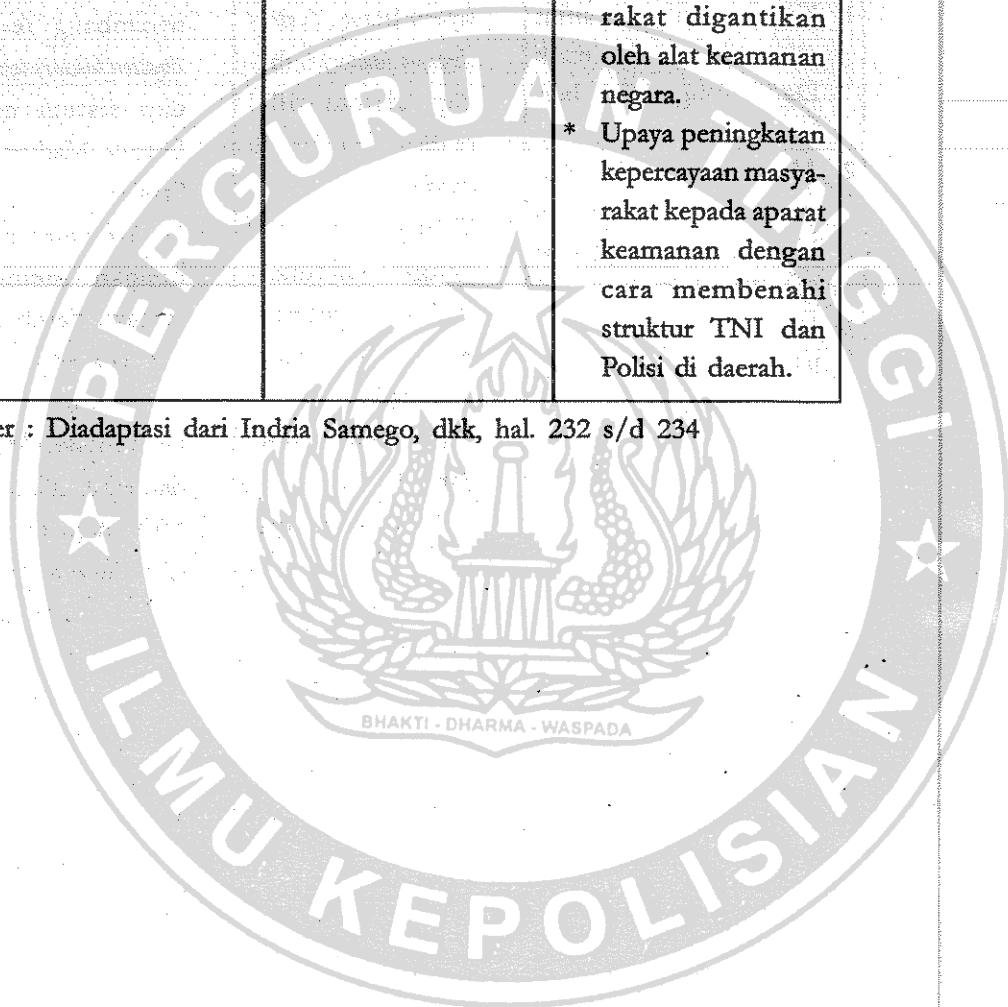 rakat digantikan
oleh alat keamanan
negara.
* Upaya peningkatan
kepercayaan masya-
rakat kepada aparat
keamanan dengan
cara membenahi
struktur TNI dan
Polisi di daerah.
er : Diadaptasi dari Indria Samego, dkk, hal. 232 s/d 234
PERGURUAN TINGGI
BHAKTI - DHARMA - WASPADA
ILMU KEPOLISIAN